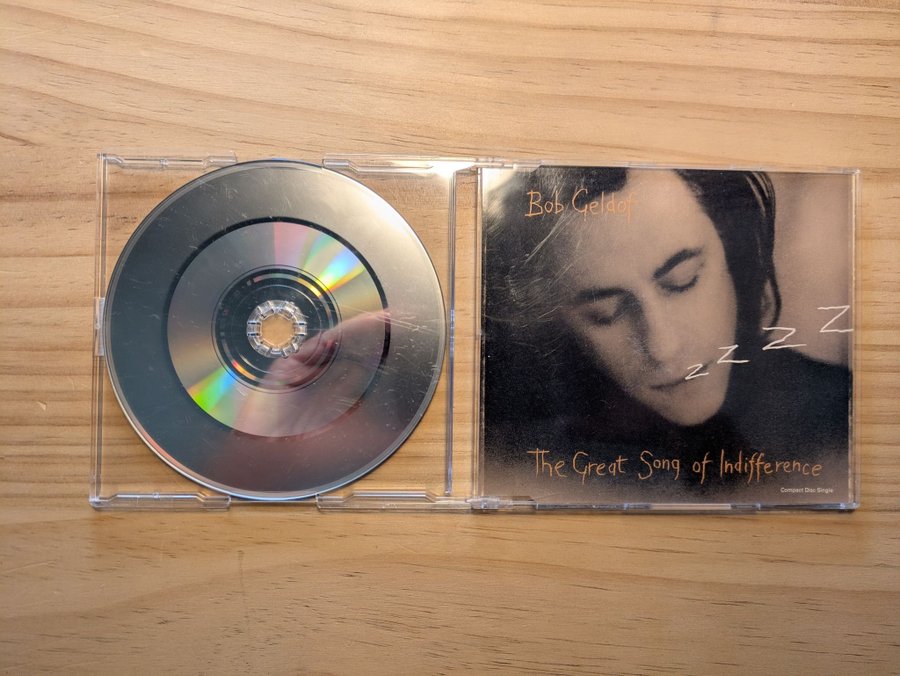 Bob Geldof
z z z z
The Great Song of Indifference
Compact Disc Single